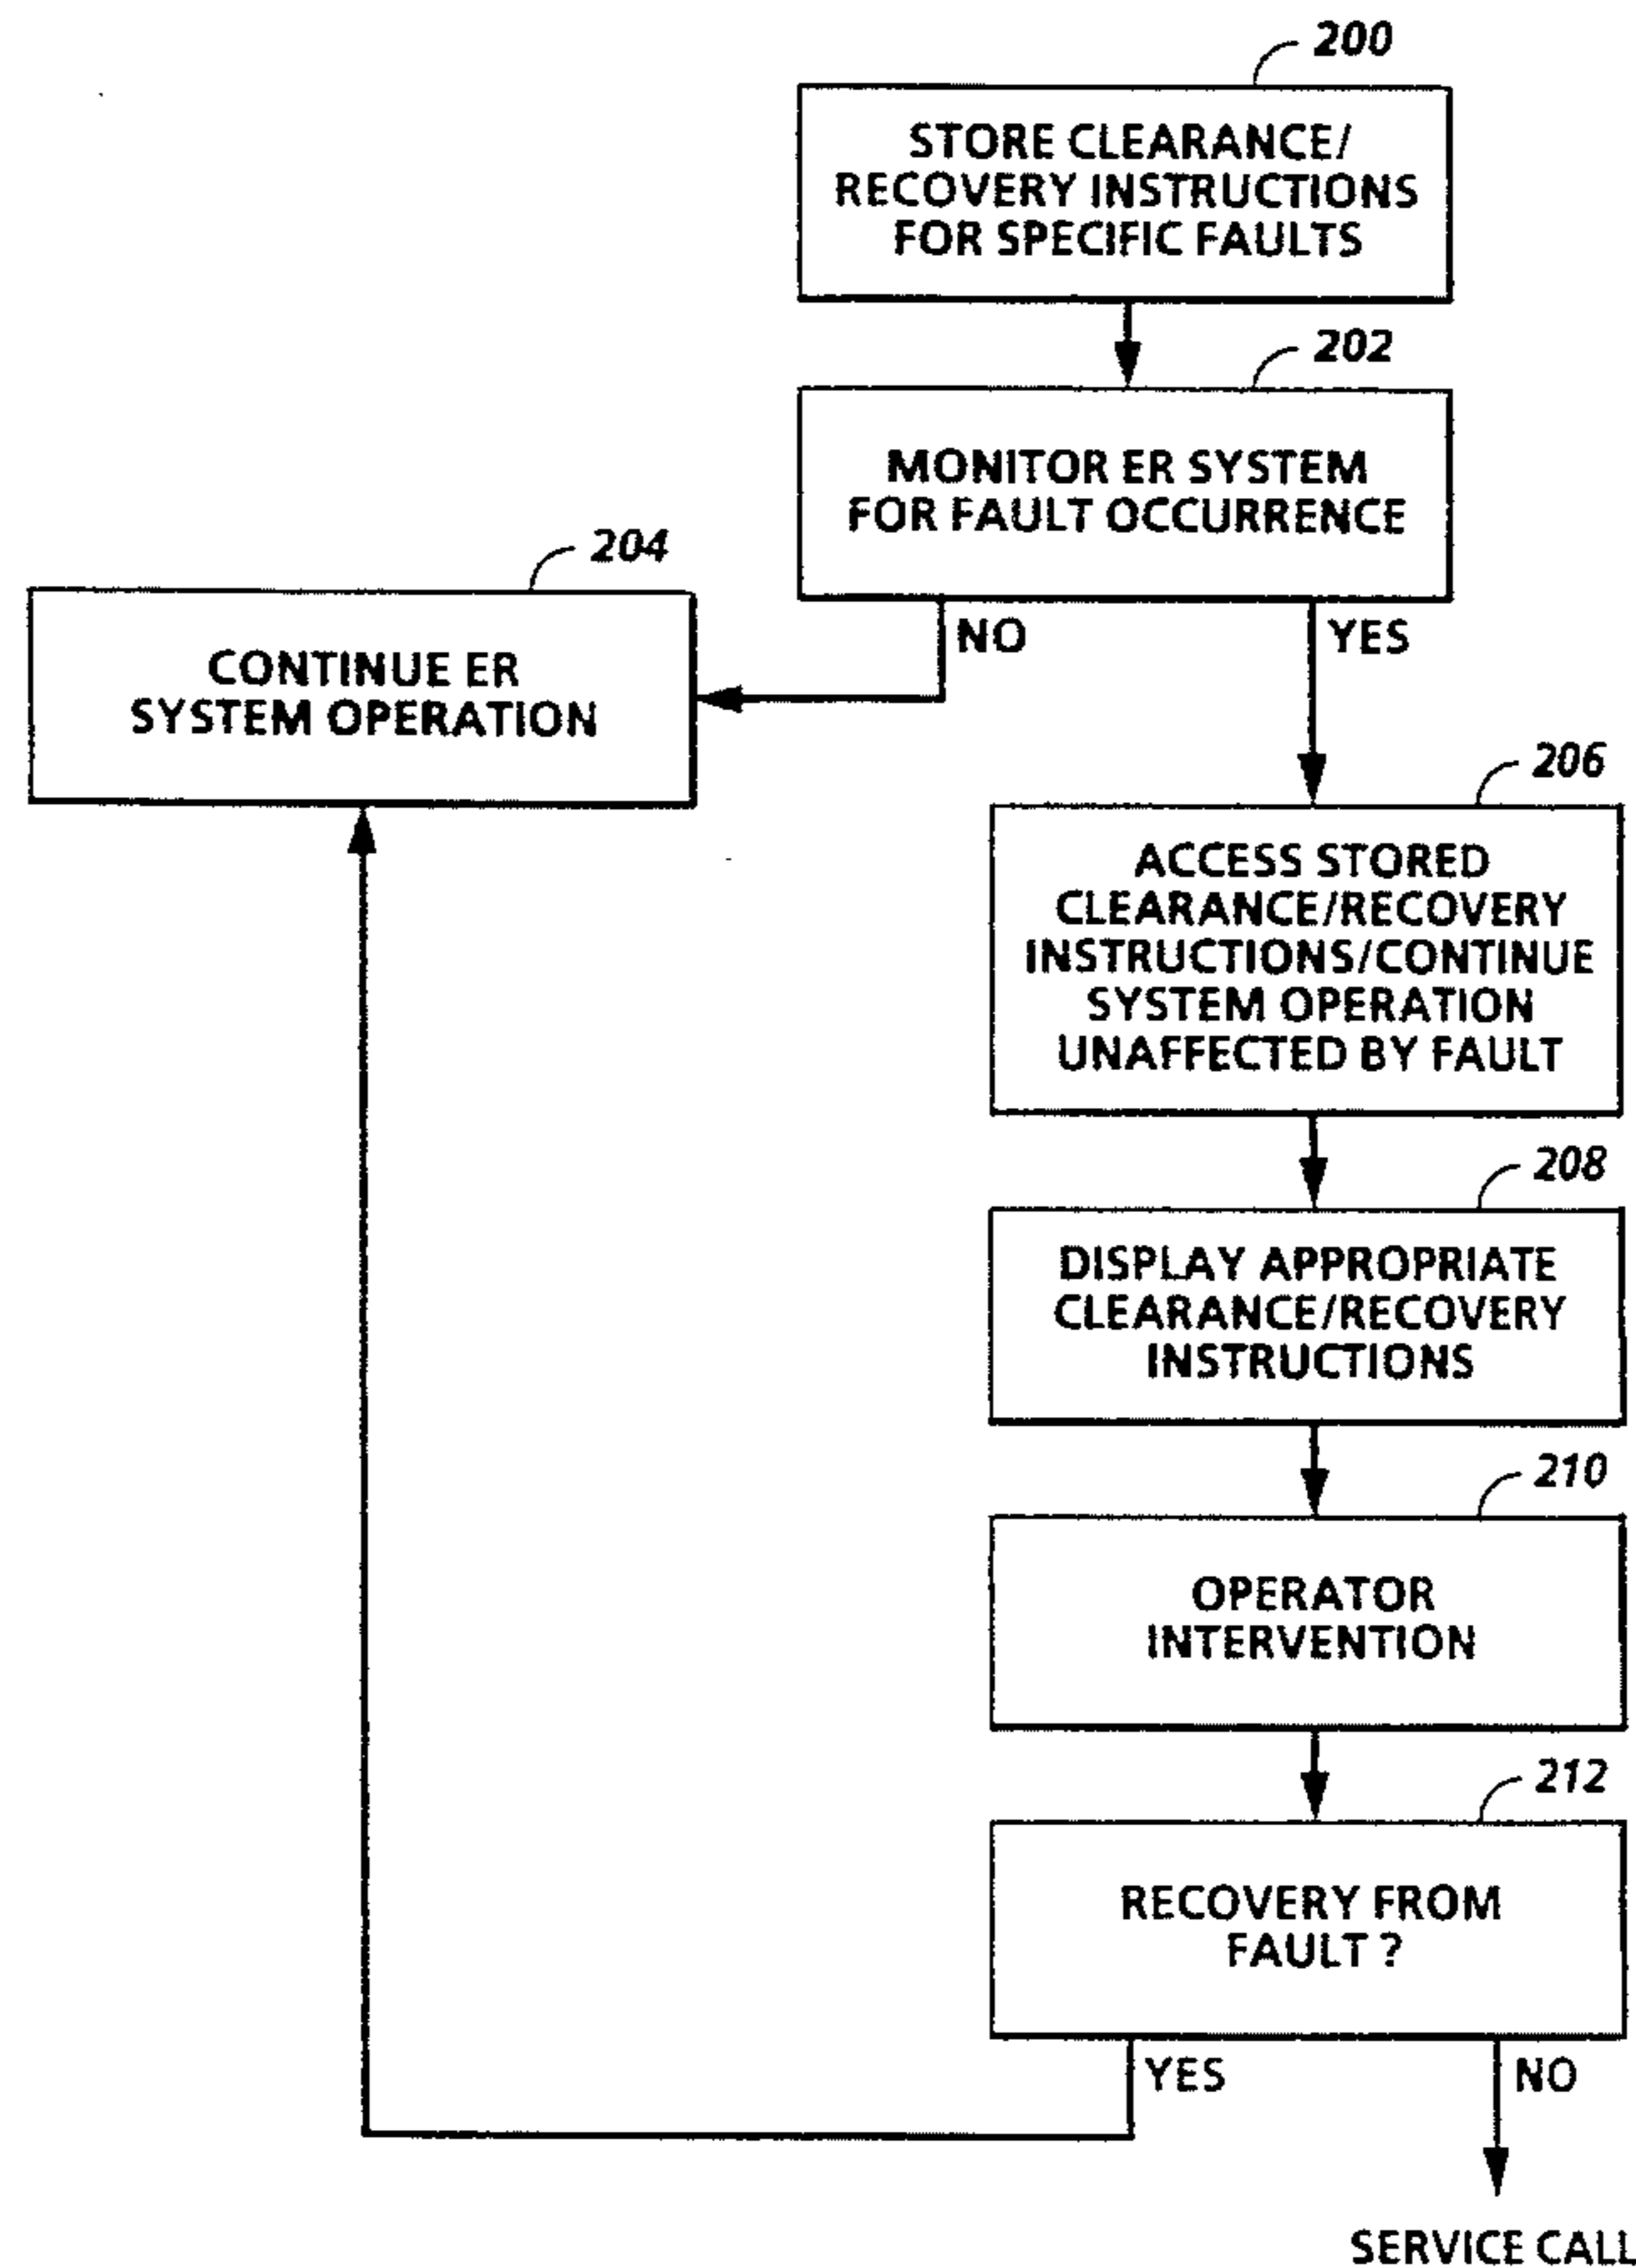 200
STORE CLEARANCE/
RECOVERY INSTRUCTIONS
FOR SPECIFIC FAULTS
202
MONITOR ER SYSTEM
FOR FAULT OCCURRENCE
204
NO
YES
CONTINUE ER
SYSTEM OPERATION
206
ACCESS STORED
CLEARANCE/RECOVERY
INSTRUCTIONS/CONTINUE
SYSTEM OPERATION
UNAFFECTED BY FAULT
208
DISPLAY APPROPRIATE
CLEARANCE/RECOVERY
INSTRUCTIONS
210
OPERATOR
INTERVENTION
212
RECOVERY FROM
FAULT ?
YES
NO
SERVICE CALL